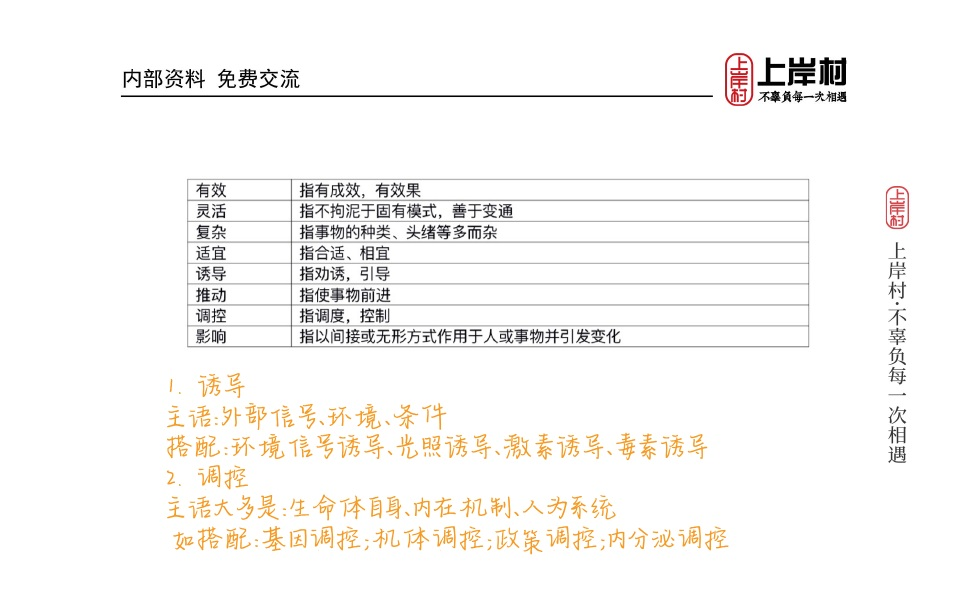 内部资料 免费交流
上岸村
上岸村
不辜负每一次相遇
有效 指有成效，有效果
灵活 指不拘泥于固有模式，善于变通
复杂 指事物的种类、头绪等多而杂
适宜 指合适、相宜
诱导 指劝诱，引导
推动 指使事物前进
调控 指调度，控制
影响 指以间接或无形方式作用于人或事物并引发变化
1. 诱导
主语:外部信号、环境、条件
搭配:环境信号诱导、光照诱导、激素诱导、毒素诱导
2. 调控
主语大多是:生命体自身、内在机制、人为系统
如搭配:基因调控;机体调控;政策调控;内分泌调控
上岸村
上岸村·不辜负每一次相遇